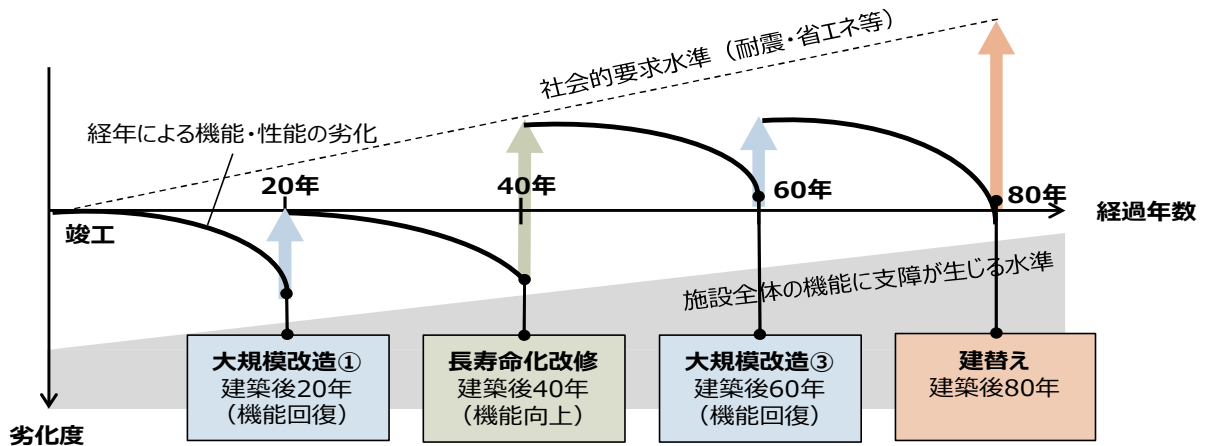 社会的要求水準（耐震・省エネ等）
経年による機能・性能の劣化
20年
40年
60年
80年
経過年数
竣工
施設全体の機能に支障が生じる水準
大規模改造①
建築後20年
（機能回復）
長寿命化改修
建築後40年
（機能向上）
大規模改造③
建築後60年
（機能回復）
建替え
建築後80年
劣化度